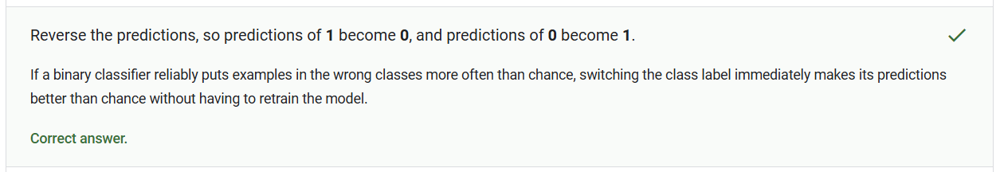 Reverse the predictions, so predictions of 1 become 0, and predictions of 0 become 1.
If a binary classifier reliably puts examples in the wrong classes more often than chance, switching the class label immediately makes its predictions
better than chance without having to retrain the model.
Correct answer.